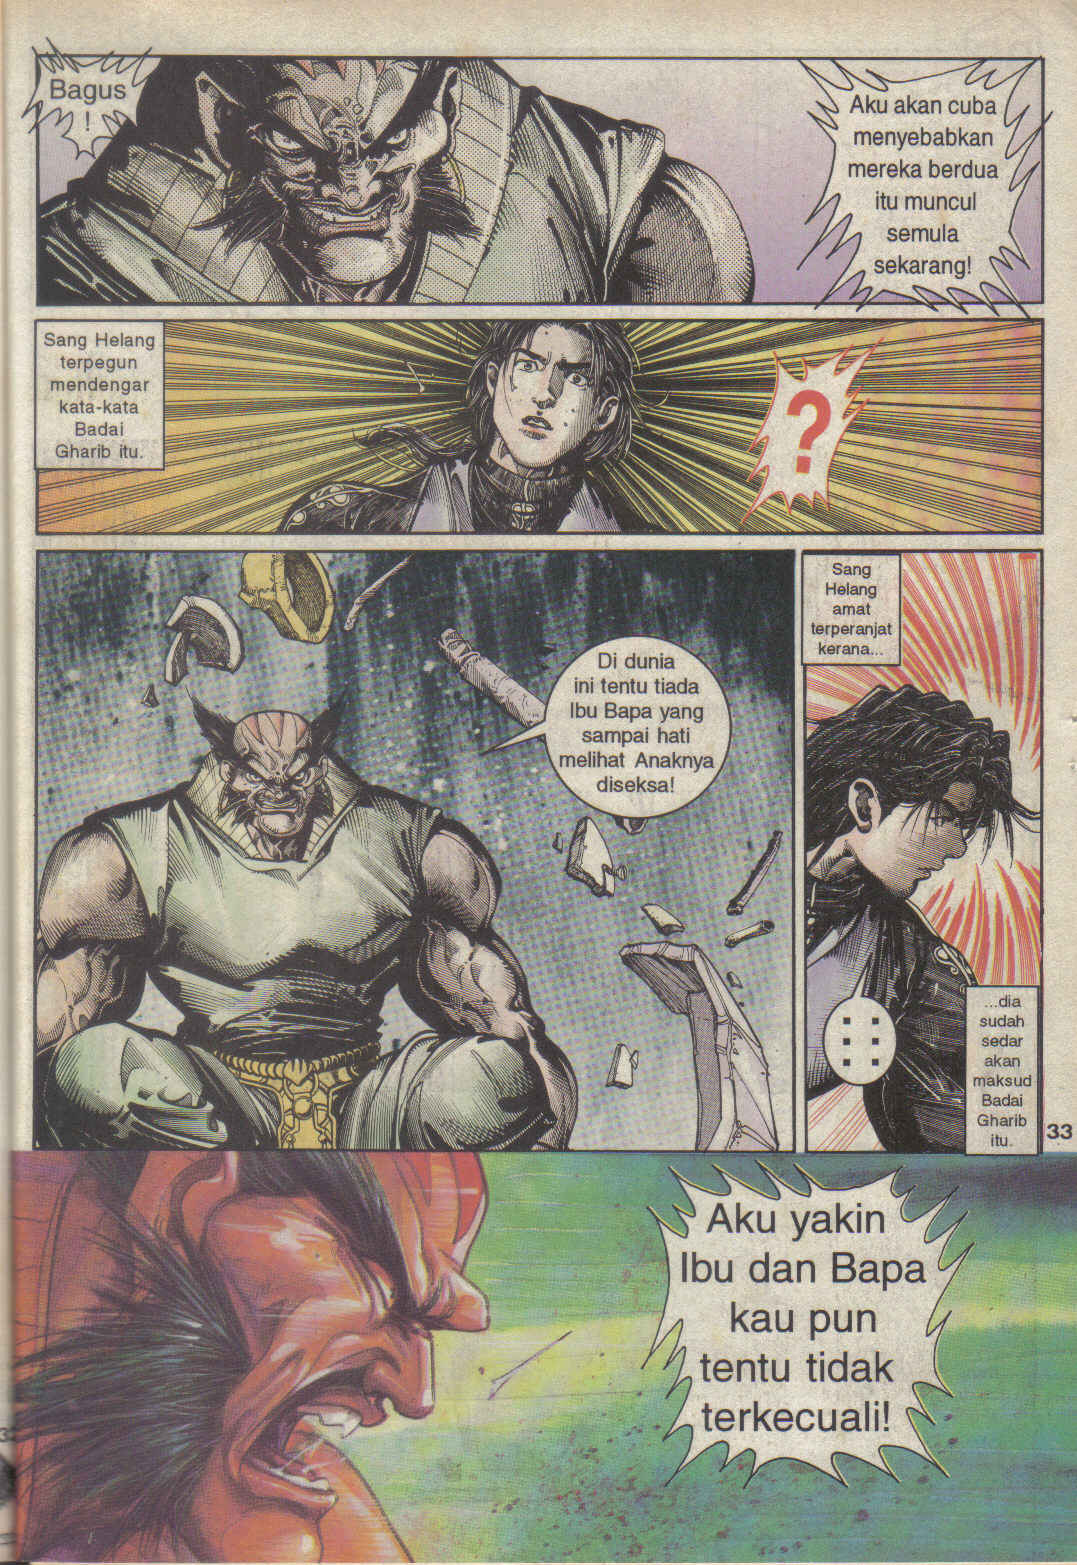 Bagus
!
Aku akan cuba
menyebabkan
mereka berdua
itu muncul
semula
sekarang!
Sang Helang
terpegun
mendengar
kata-kata
Badai
Gharib itu.
?
Di dunia
ini tentu tiada
Ibu Bapa yang
sampai hati
melihat Anaknya
diseksa!
Sang
Helang
amat
terperanjat
kerana...
...dia
sudah
sedar
akan
maksud
Badai
Gharib
itu.
33
Aku yakin
Ibu dan Bapa
kau pun
tentu tidak
terkecuali!